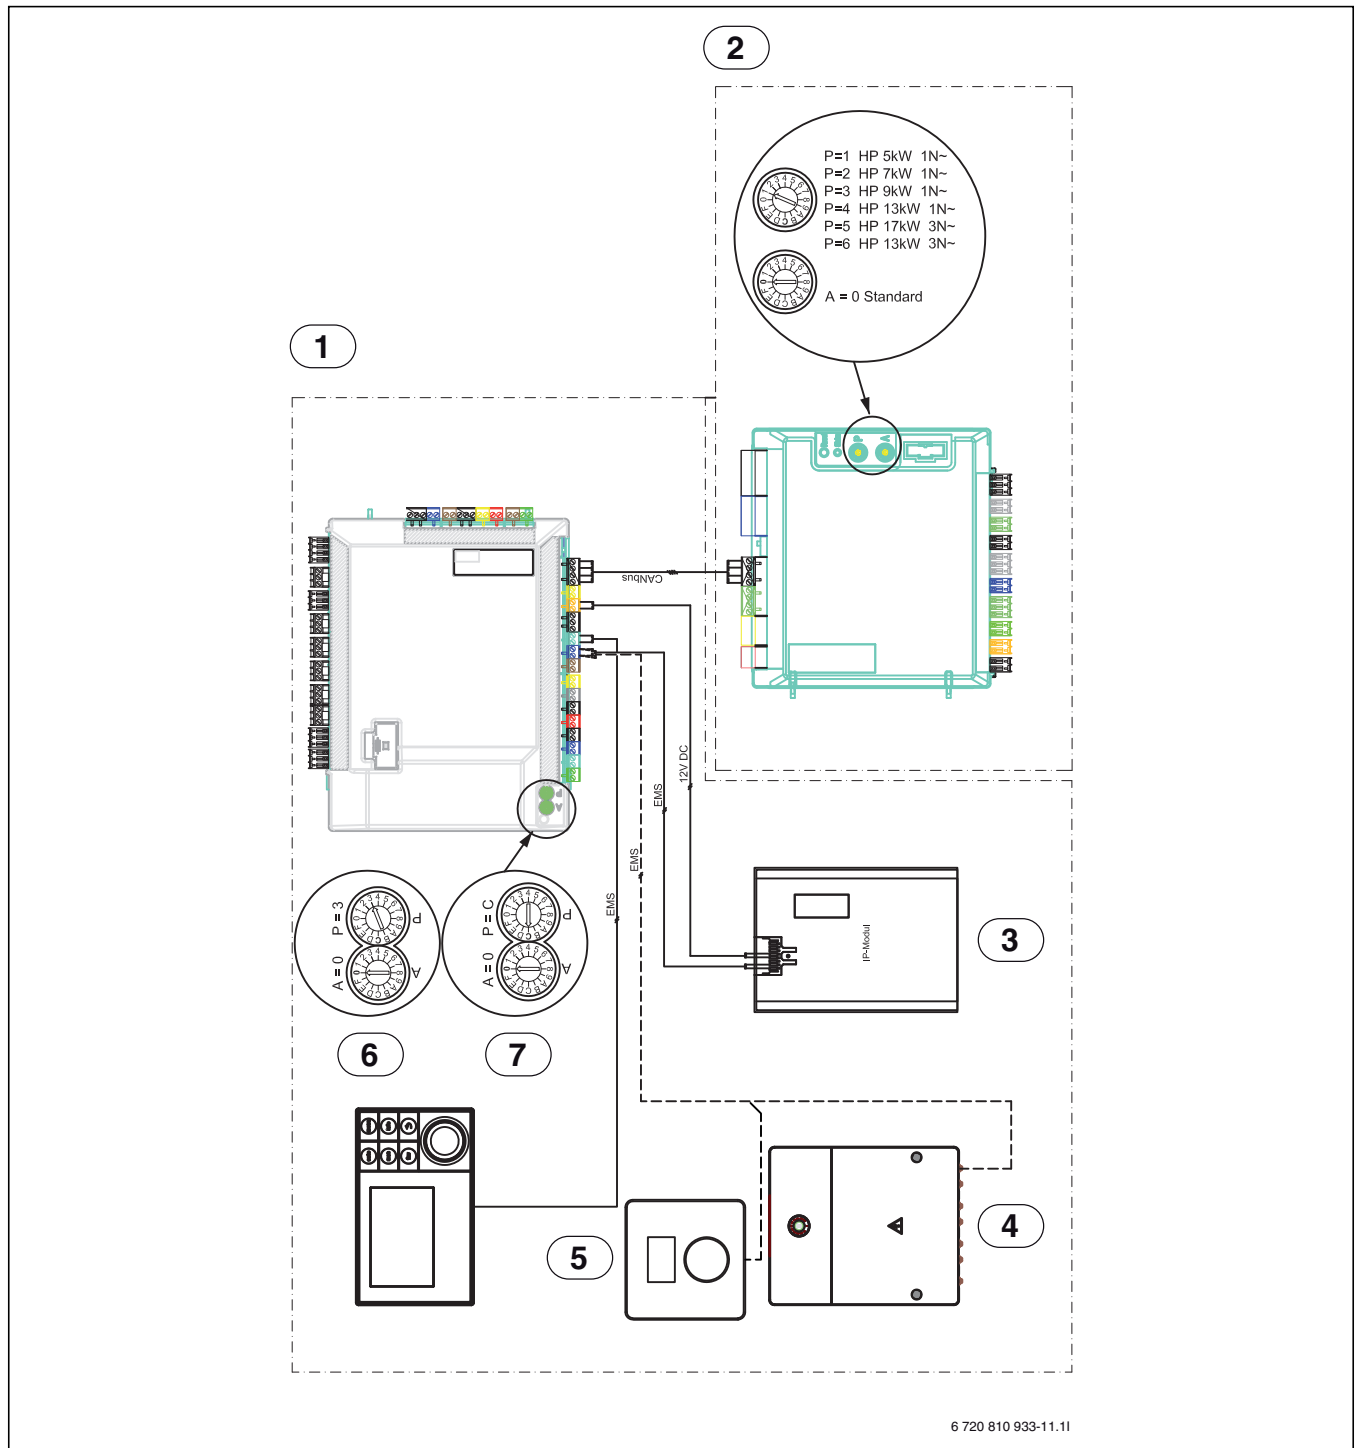 2
P=1 HP 5kW 1N~
P=2 HP 7kW 1N~
P=3 HP 9kW 1N~
P=4 HP 13kW 1N~
P=5 HP 17kW 3N~
P=6 HP 13kW 3N~
A = 0 Standard
1
P
A
CANbus
12V DC
EMS
EMS
EMS
P
A
P = 3
A = 0
P
A
P = C
A = 0
P
A
IP-Modul
3
6
7
5
4
6 720 810 933-11.1I